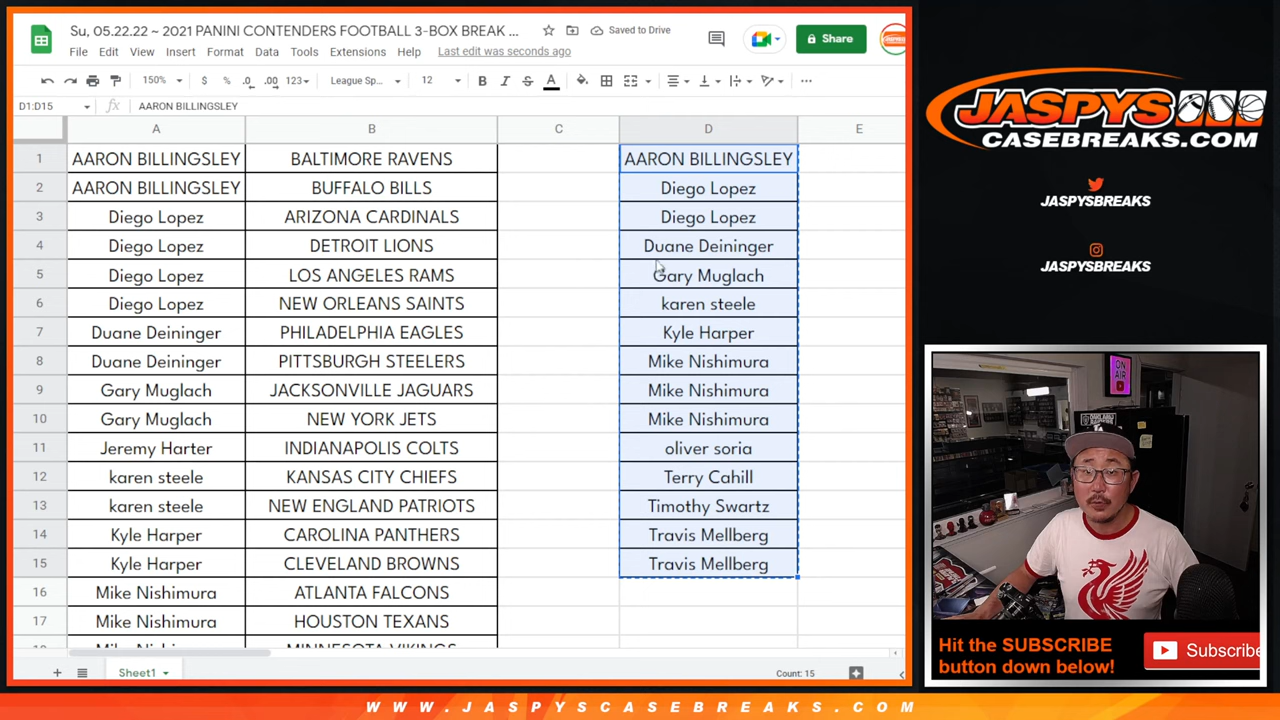 Su, 05.22.22 ~ 2021 PANINI CONTENDERS FOOTBALL 3-BOX BREAK ...
Saved to Drive
Share
File Edit View Insert Format Data Tools Extensions Help Last edit was seconds ago
150% $ % .0 .00 123 League Sp... 12 B I S A
D1:D15 fx AARON BILLINGSLEY
A B C D E
1 AARON BILLINGSLEY BALTIMORE RAVENS AARON BILLINGSLEY
2 AARON BILLINGSLEY BUFFALO BILLS Diego Lopez
3 Diego Lopez ARIZONA CARDINALS Diego Lopez
4 Diego Lopez DETROIT LIONS Duane Deininger
5 Diego Lopez LOS ANGELES RAMS Gary Muglach
6 Diego Lopez NEW ORLEANS SAINTS karen steele
7 Duane Deininger PHILADELPHIA EAGLES Kyle Harper
8 Duane Deininger PITTSBURGH STEELERS Mike Nishimura
9 Gary Muglach JACKSONVILLE JAGUARS Mike Nishimura
10 Gary Muglach NEW YORK JETS Mike Nishimura
11 Jeremy Harter INDIANAPOLIS COLTS oliver soria
12 karen steele KANSAS CITY CHIEFS Terry Cahill
13 karen steele NEW ENGLAND PATRIOTS Timothy Swartz
14 Kyle Harper CAROLINA PANTHERS Travis Mellberg
15 Kyle Harper CLEVELAND BROWNS Travis Mellberg
16 Mike Nishimura ATLANTA FALCONS
17 Mike Nishimura HOUSTON TEXANS
Sheet1
Count: 15
JASPYS
CASEBREAKS.COM
JASPYSBREAKS
JASPYSBREAKS
ON AIR
Hit the SUBSCRIBE
button down below!
Subscribe
WWW.JASPYSCASEBREAKS.COM